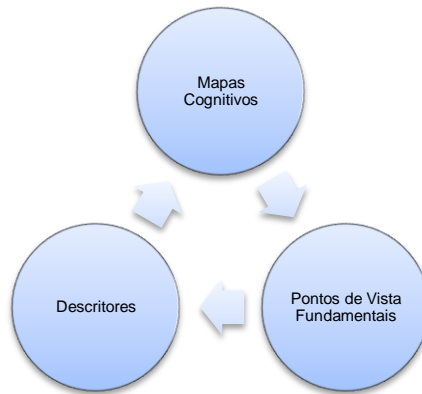 Mapas
Cognitivos
Pontos de Vista
Fundamentais
Descritores